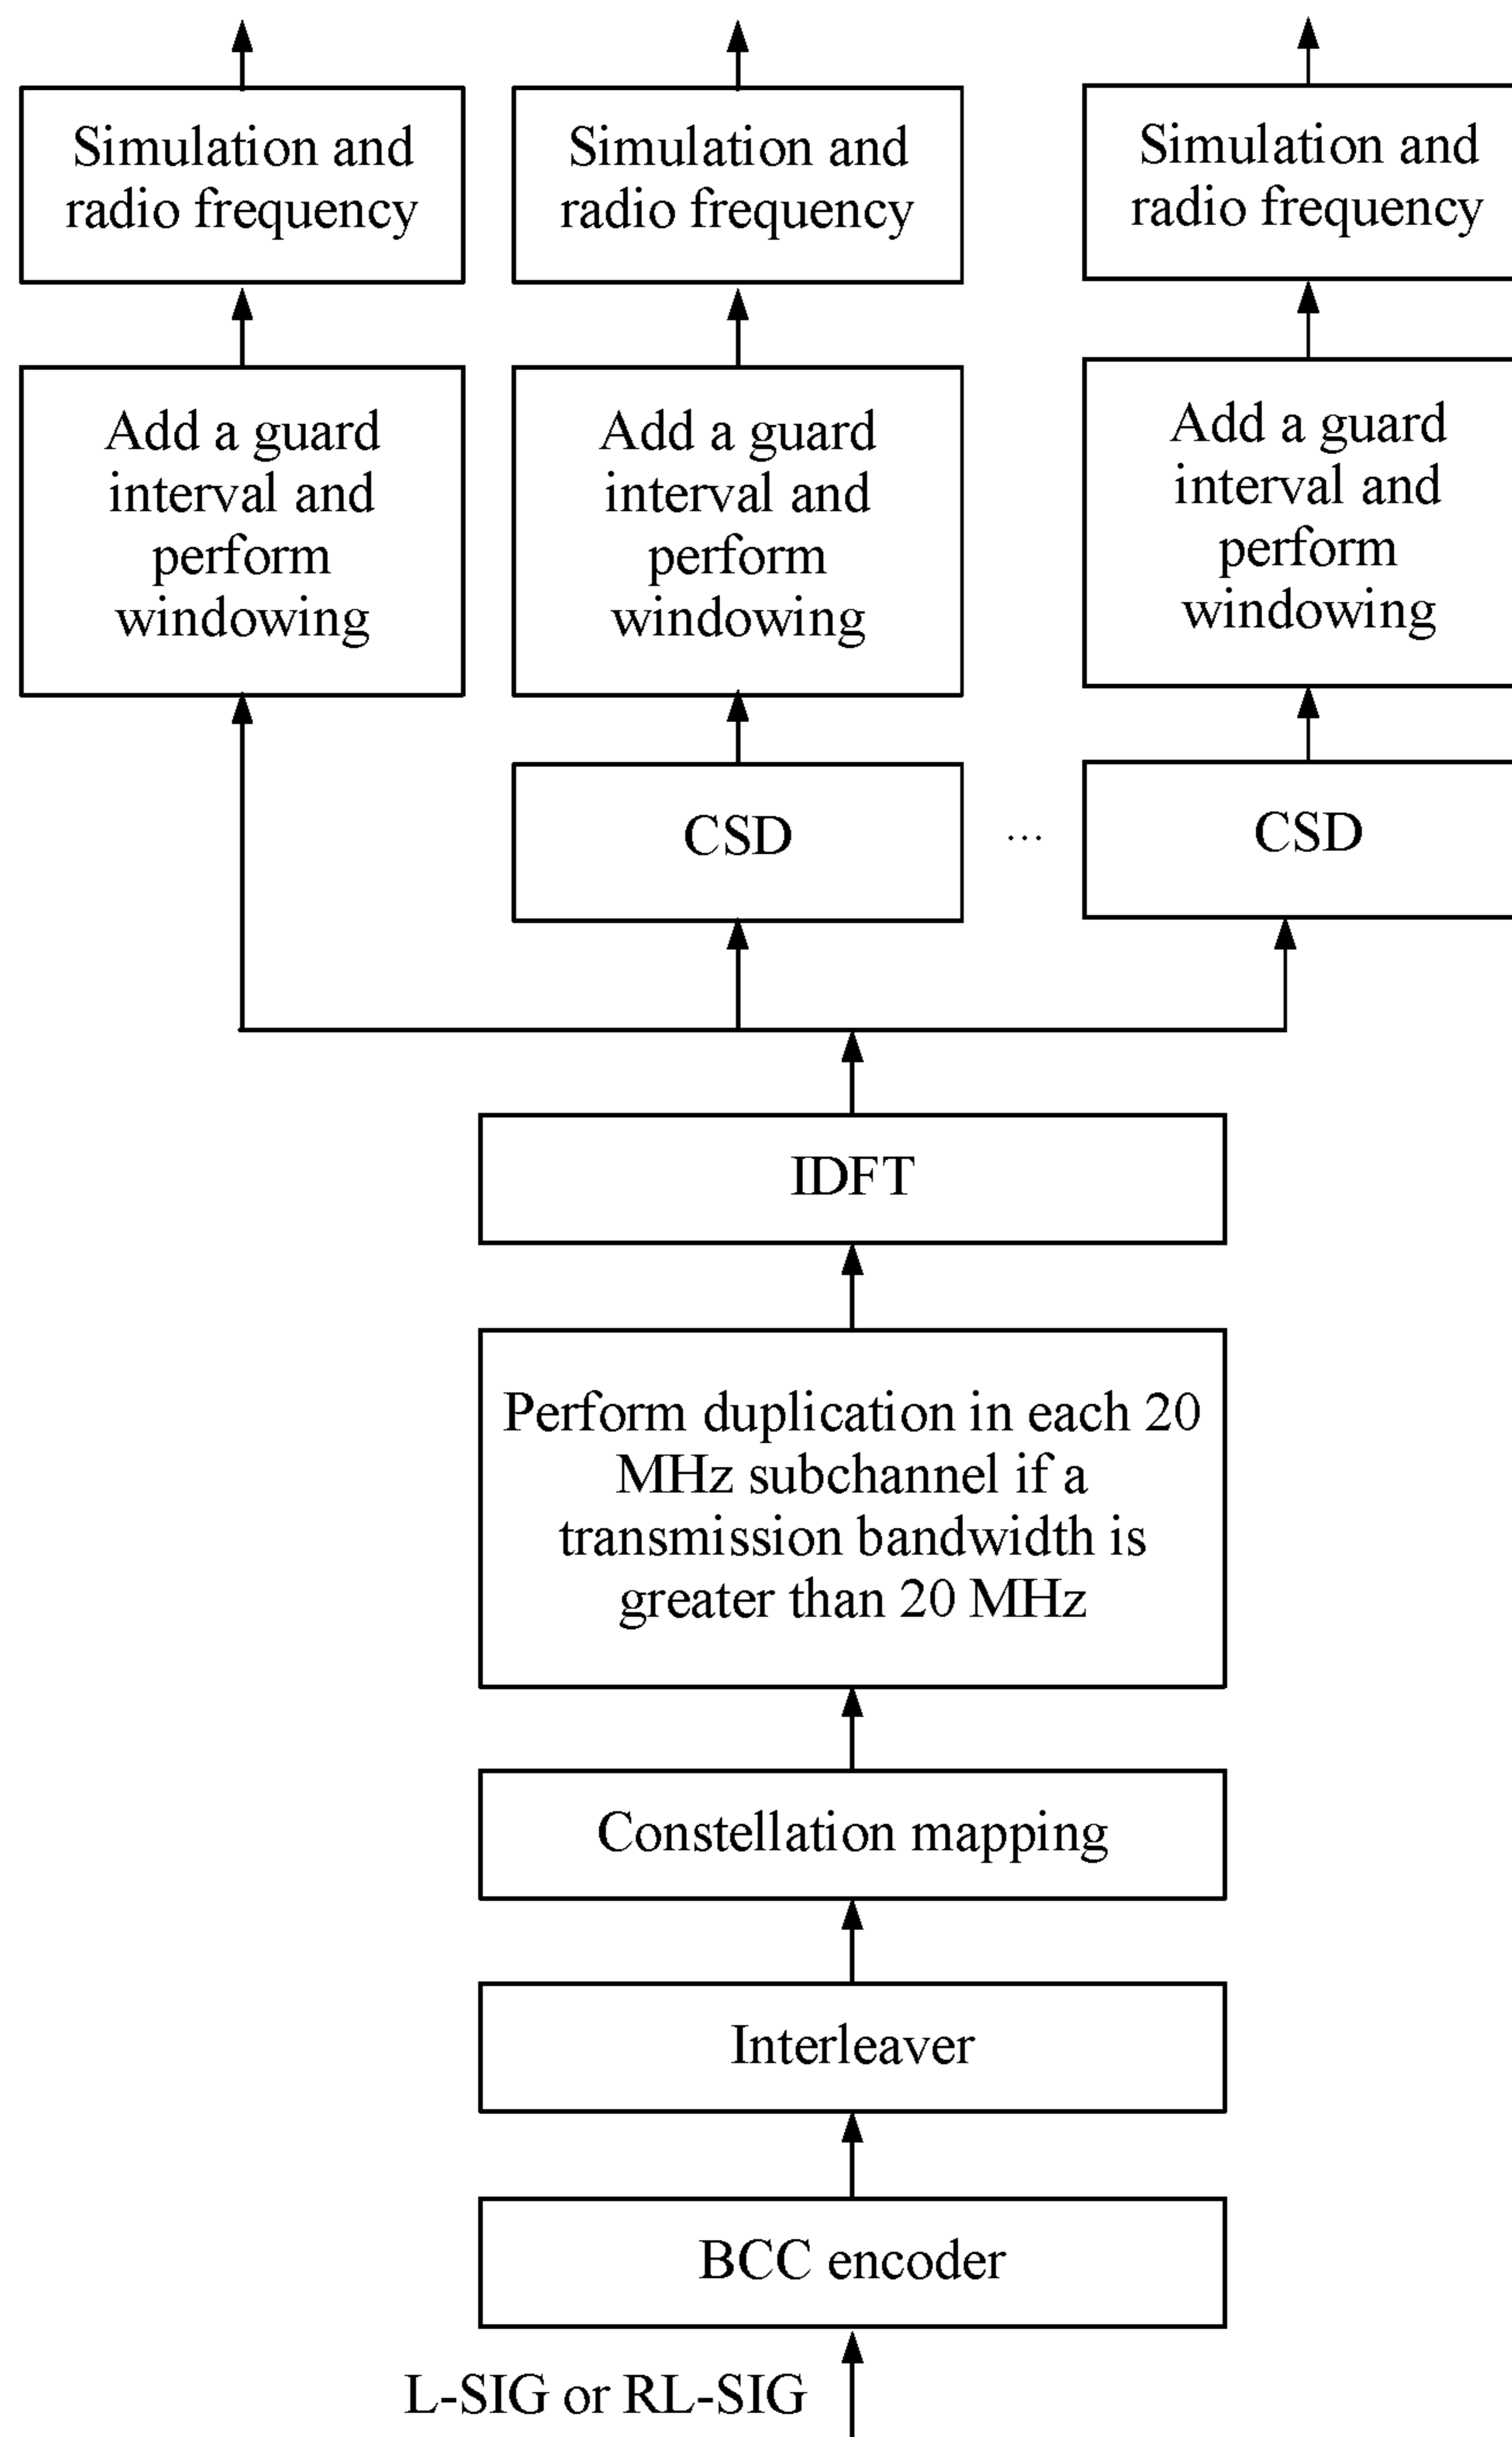 Simulation and
radio frequency
Simulation and
radio frequency
Simulation and
radio frequency
Add a guard
interval and
perform
windowing
Add a guard
interval and
perform
windowing
Add a guard
interval and
perform
windowing
CSD
...
CSD
IDFT
Perform duplication in each 20
MHz subchannel if a
transmission bandwidth is
greater than 20 MHz
Constellation mapping
Interleaver
BCC encoder
L-SIG or RL-SIG